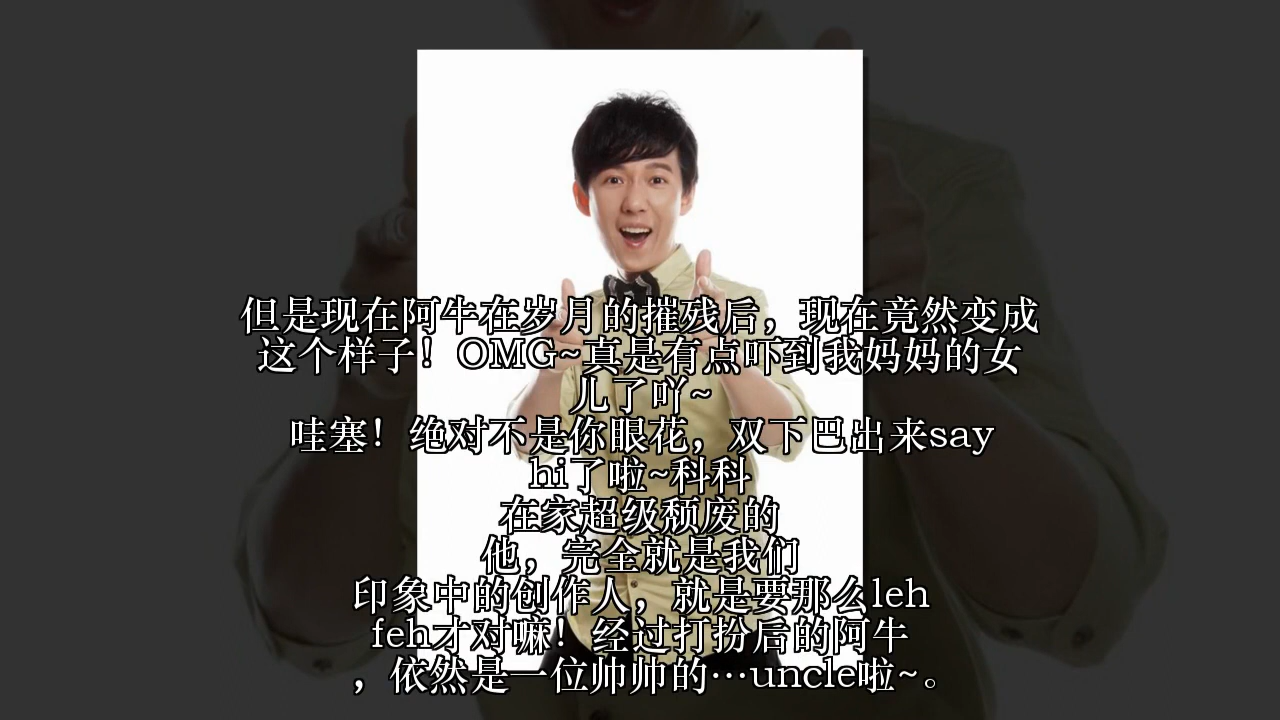 但是现在阿牛在岁月的摧残后，现在竟然变成
这个样子！OMG~真是有点吓到我妈妈的女
儿了吖~
哇塞！绝对不是你眼花，双下巴出来say
hi了啦~科科
在家超级颓废的
他，完全就是我们
印象中的创作人，就是要那么leh
feh才对嘛！经过打扮后的阿牛
，依然是一位帅帅的…uncle啦~。